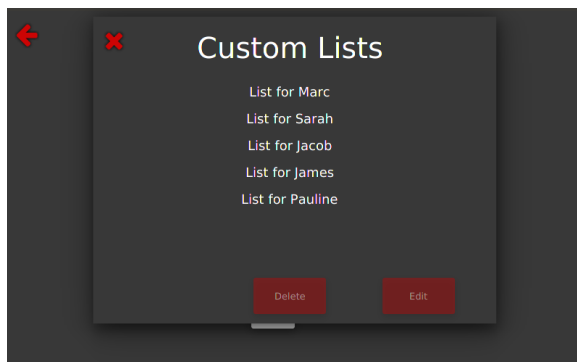 Custom Lists
List for Marc
List for Sarah
List for Jacob
List for James
List for Pauline
Delete
Edit